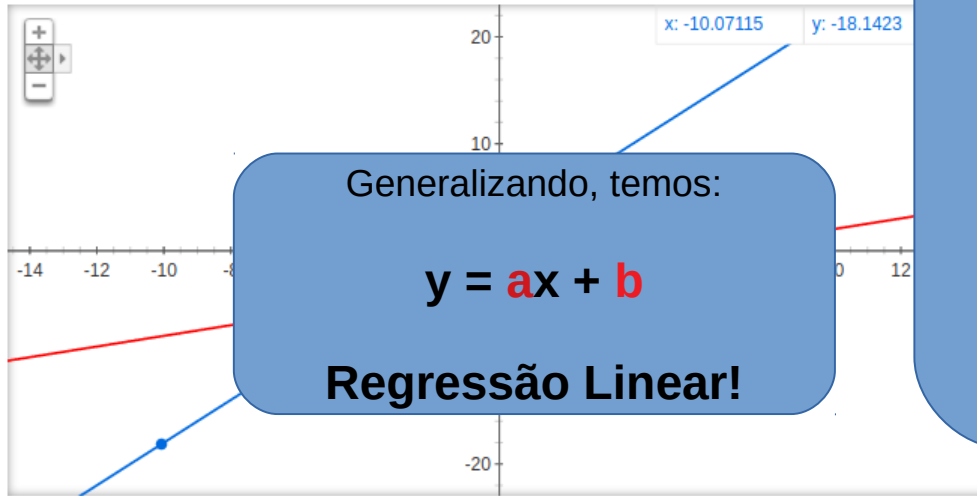 x: -10.07115 y: -18.1423
20
10
Generalizando, temos:
-14 -12 -10 12
y = ax + b
Regressão Linear!
-20